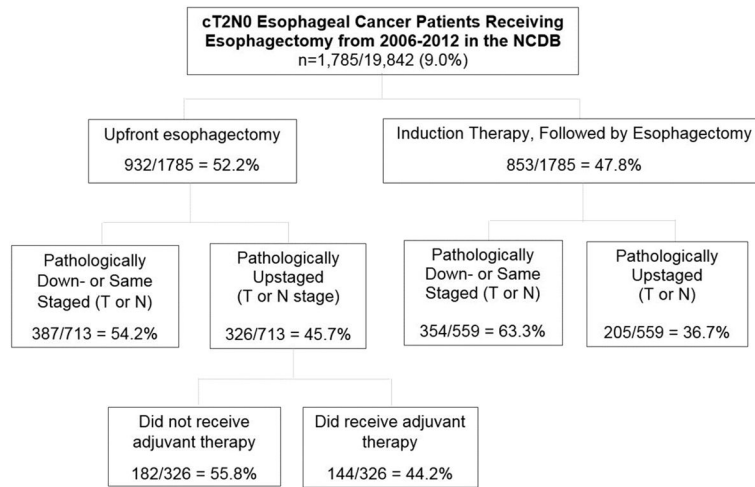 cT2N0 Esophageal Cancer Patients Receiving
Esophagectomy from 2006-2012 in the NCDB
n=1,785/19,842 (9.0%)
Upfront esophagectomy
932/1785 = 52.2%
Induction Therapy, Followed by Esophagectomy
853/1785 = 47.8%
Pathologically
Down- or Same
Staged (T or N)
387/713 = 54.2%
Pathologically
Upstaged
(T or N stage)
326/713 = 45.7%
Pathologically
Down- or Same
Staged (T or N)
354/559 = 63.3%
Pathologically
Upstaged
(T or N)
205/559 = 36.7%
Did not receive
adjuvant therapy
182/326 = 55.8%
Did receive adjuvant
therapy
144/326 = 44.2%